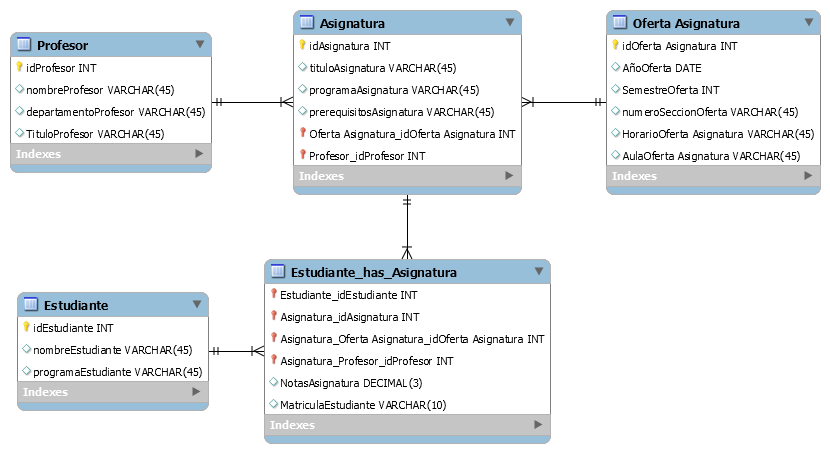 Profesor
idProfesor INT
nombreProfesor VARCHAR(45)
departamentoProfesor VARCHAR(45)
TituloProfesor VARCHAR(45)
Indexes
Asignatura
idAsignatura INT
tituloAsignatura VARCHAR(45)
programaAsignatura VARCHAR(45)
prerequisitosAsignatura VARCHAR(45)
Oferta Asignatura_idOferta Asignatura INT
Profesor_idProfesor INT
Indexes
Oferta Asignatura
idOferta Asignatura INT
AñoOferta DATE
SemestreOferta INT
numeroSeccionOferta VARCHAR(45)
HorarioOferta Asignatura VARCHAR(45)
AulaOferta Asignatura VARCHAR(45)
Indexes
Estudiante
idEstudiante INT
nombreEstudiante VARCHAR(45)
programaEstudiante VARCHAR(45)
Indexes
Estudiante_has_Asignatura
Estudiante_idEstudiante INT
Asignatura_idAsignatura INT
Asignatura_Oferta Asignatura_idOferta Asignatura INT
Asignatura_Profesor_idProfesor INT
NotasAsignatura DECIMAL(3)
MatriculaEstudiante VARCHAR(10)
Indexes